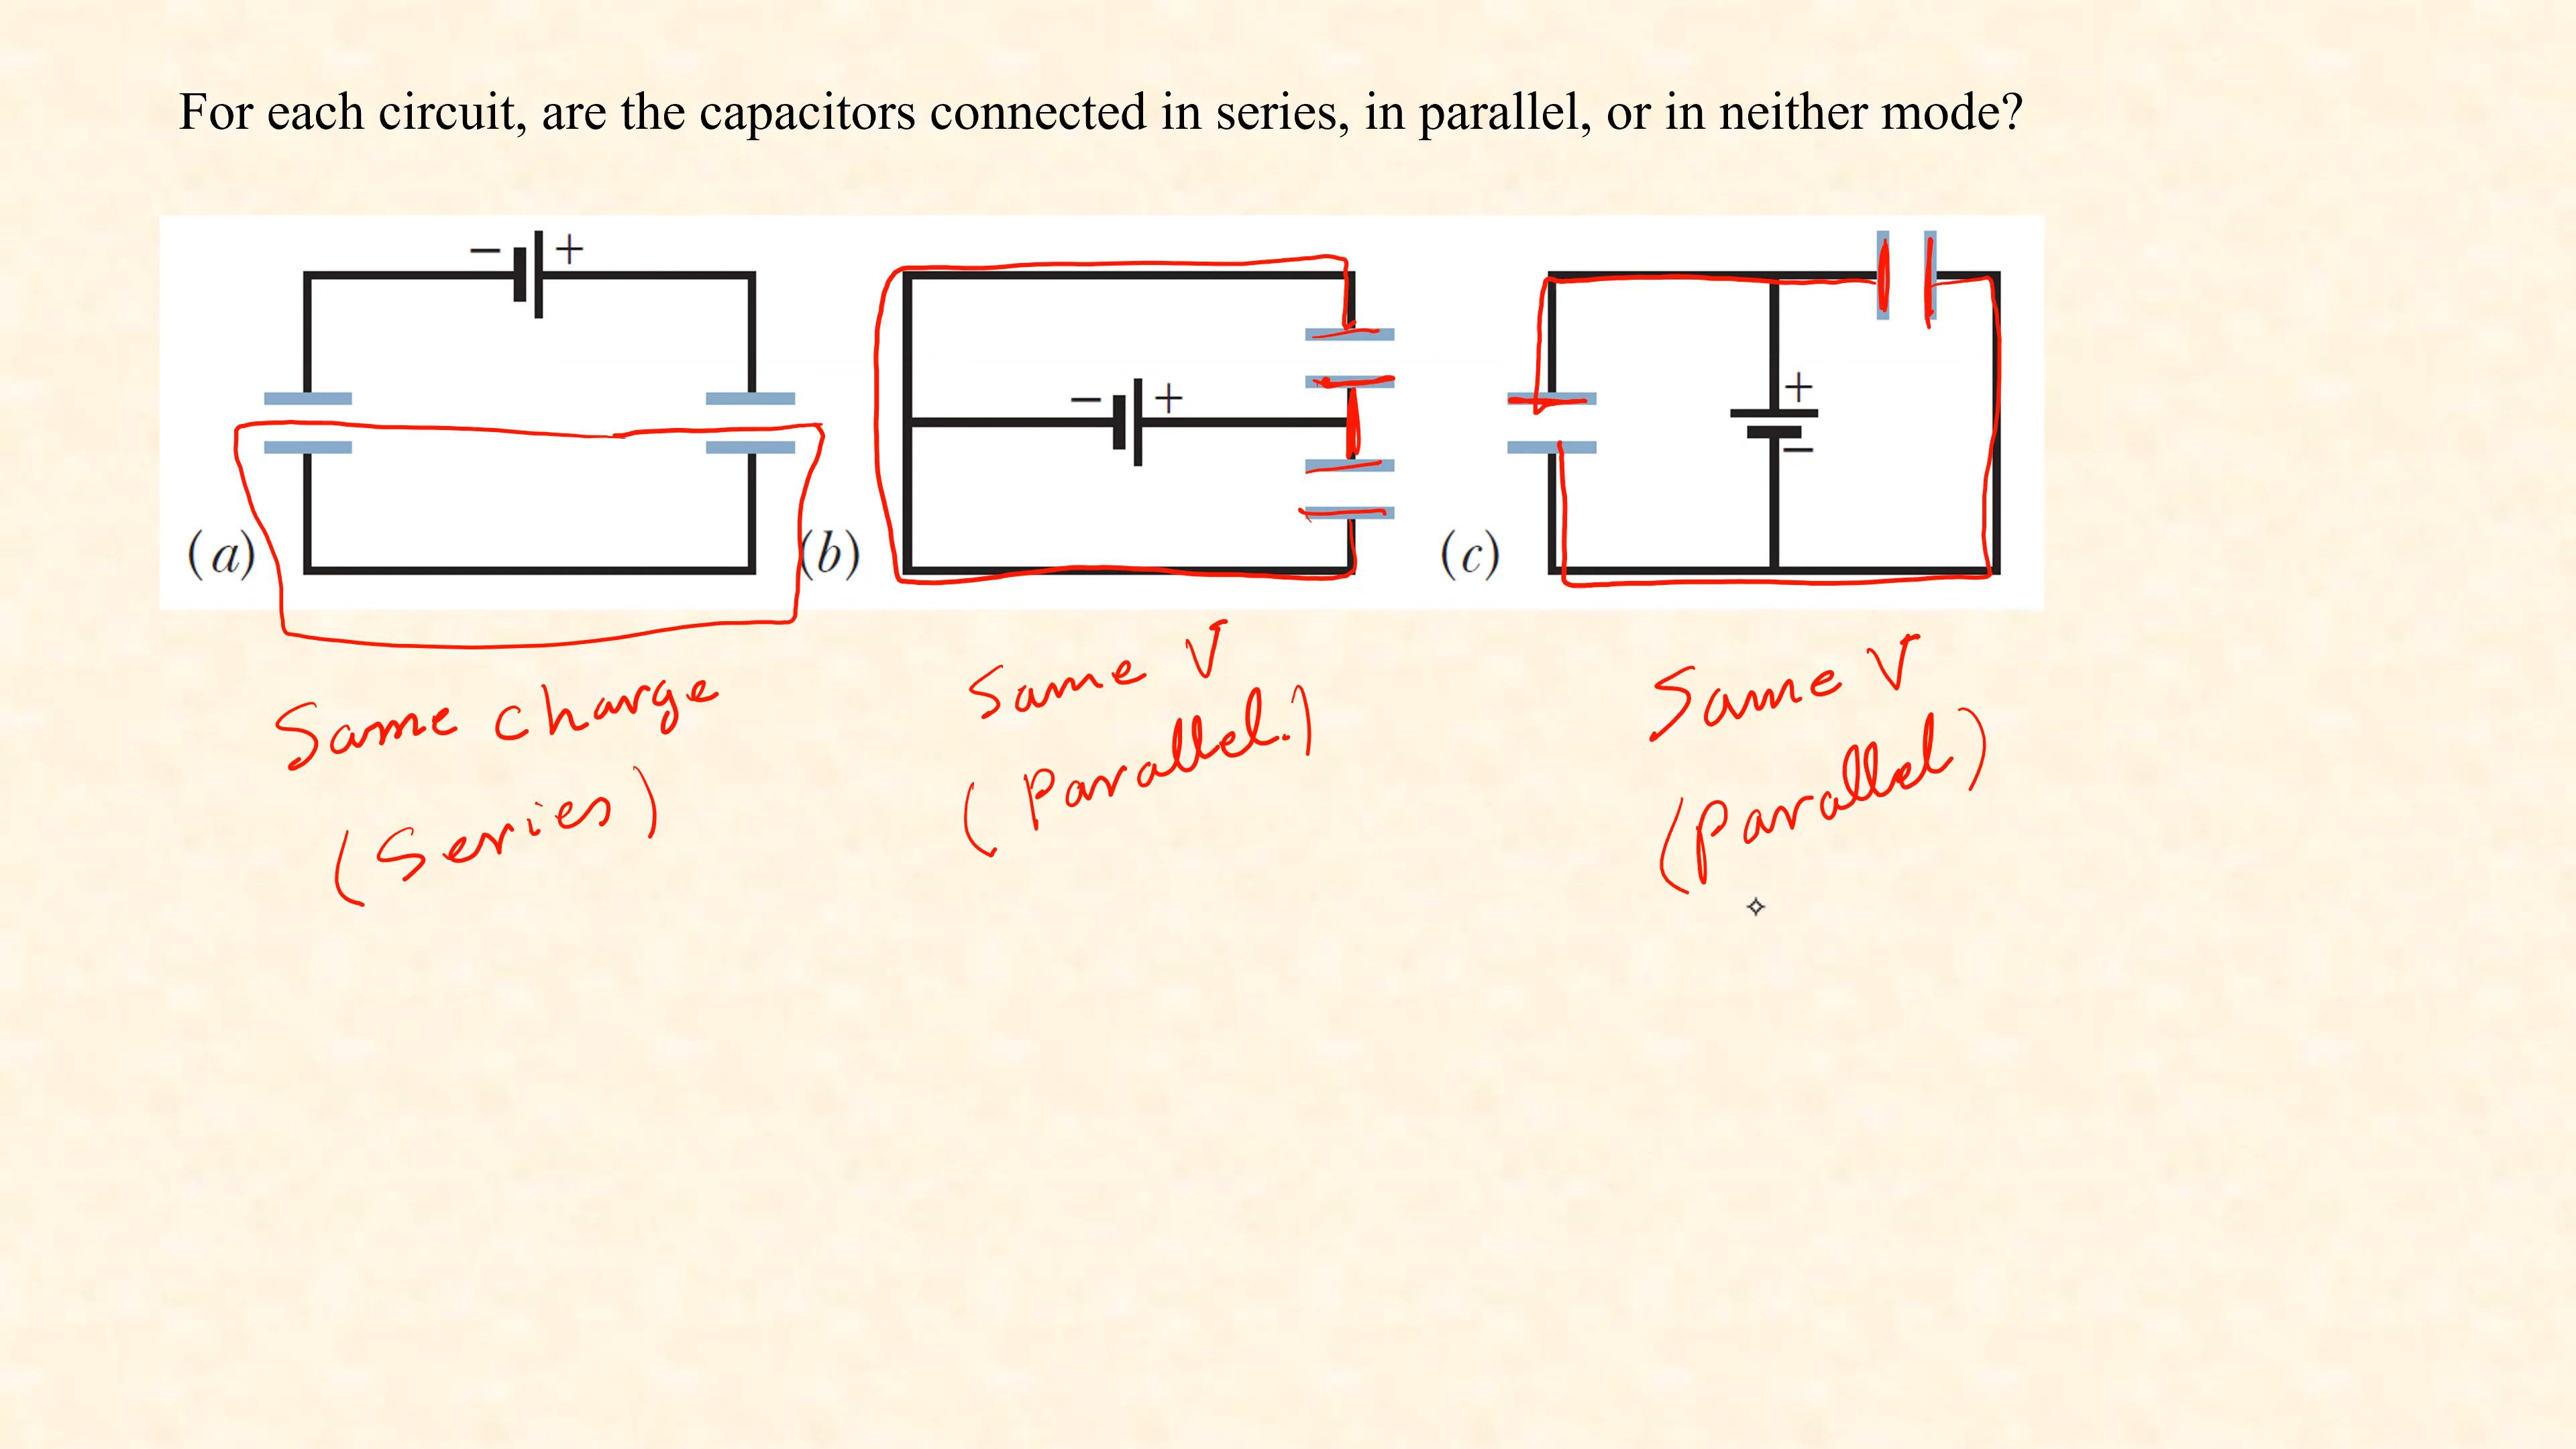 For each circuit, are the capacitors connected in series, in parallel, or in neither mode?
− +
− +
+
−
(a)
(b)
(c)
Same charge
(Series)
Same V
(Parallel.)
Same V
(Parallel)